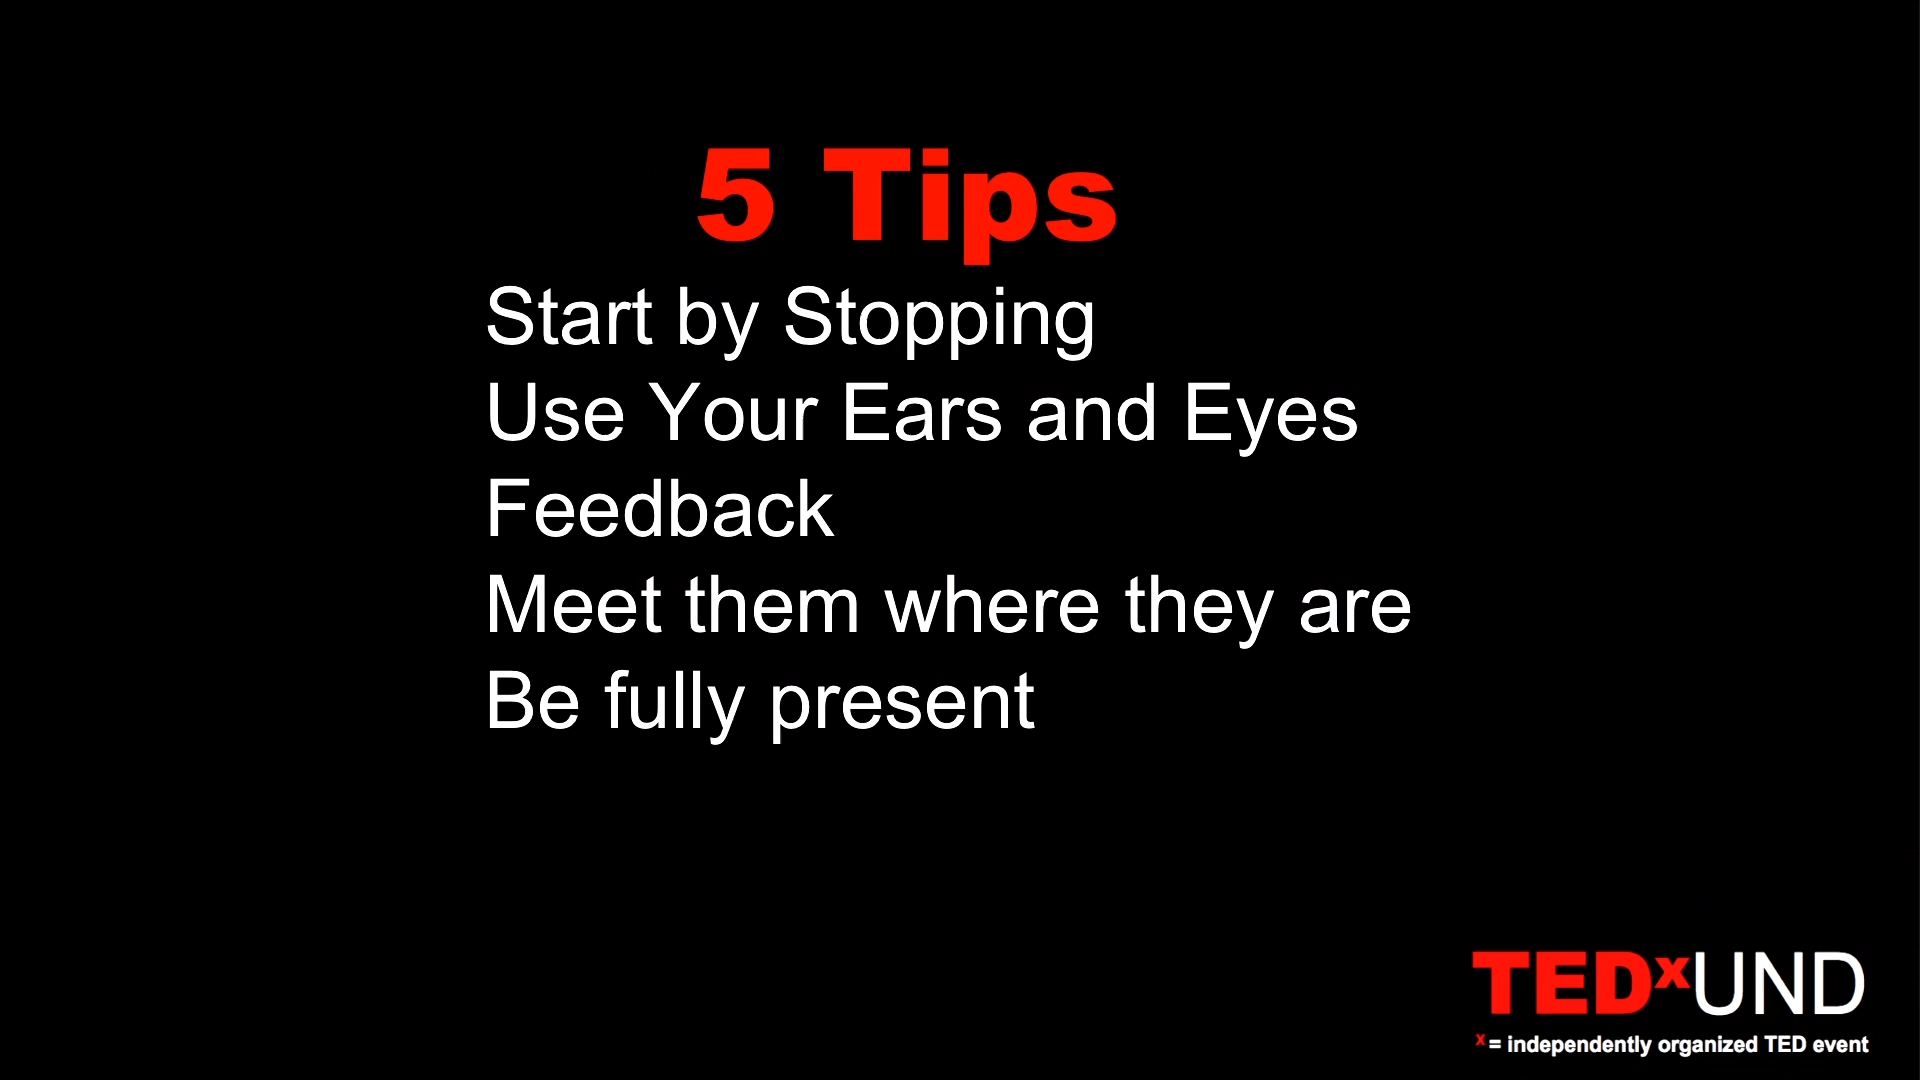 5 Tips
Start by Stopping
Use Your Ears and Eyes
Feedback
Meet them where they are
Be fully present
TEDxUND
x = independently organized TED event